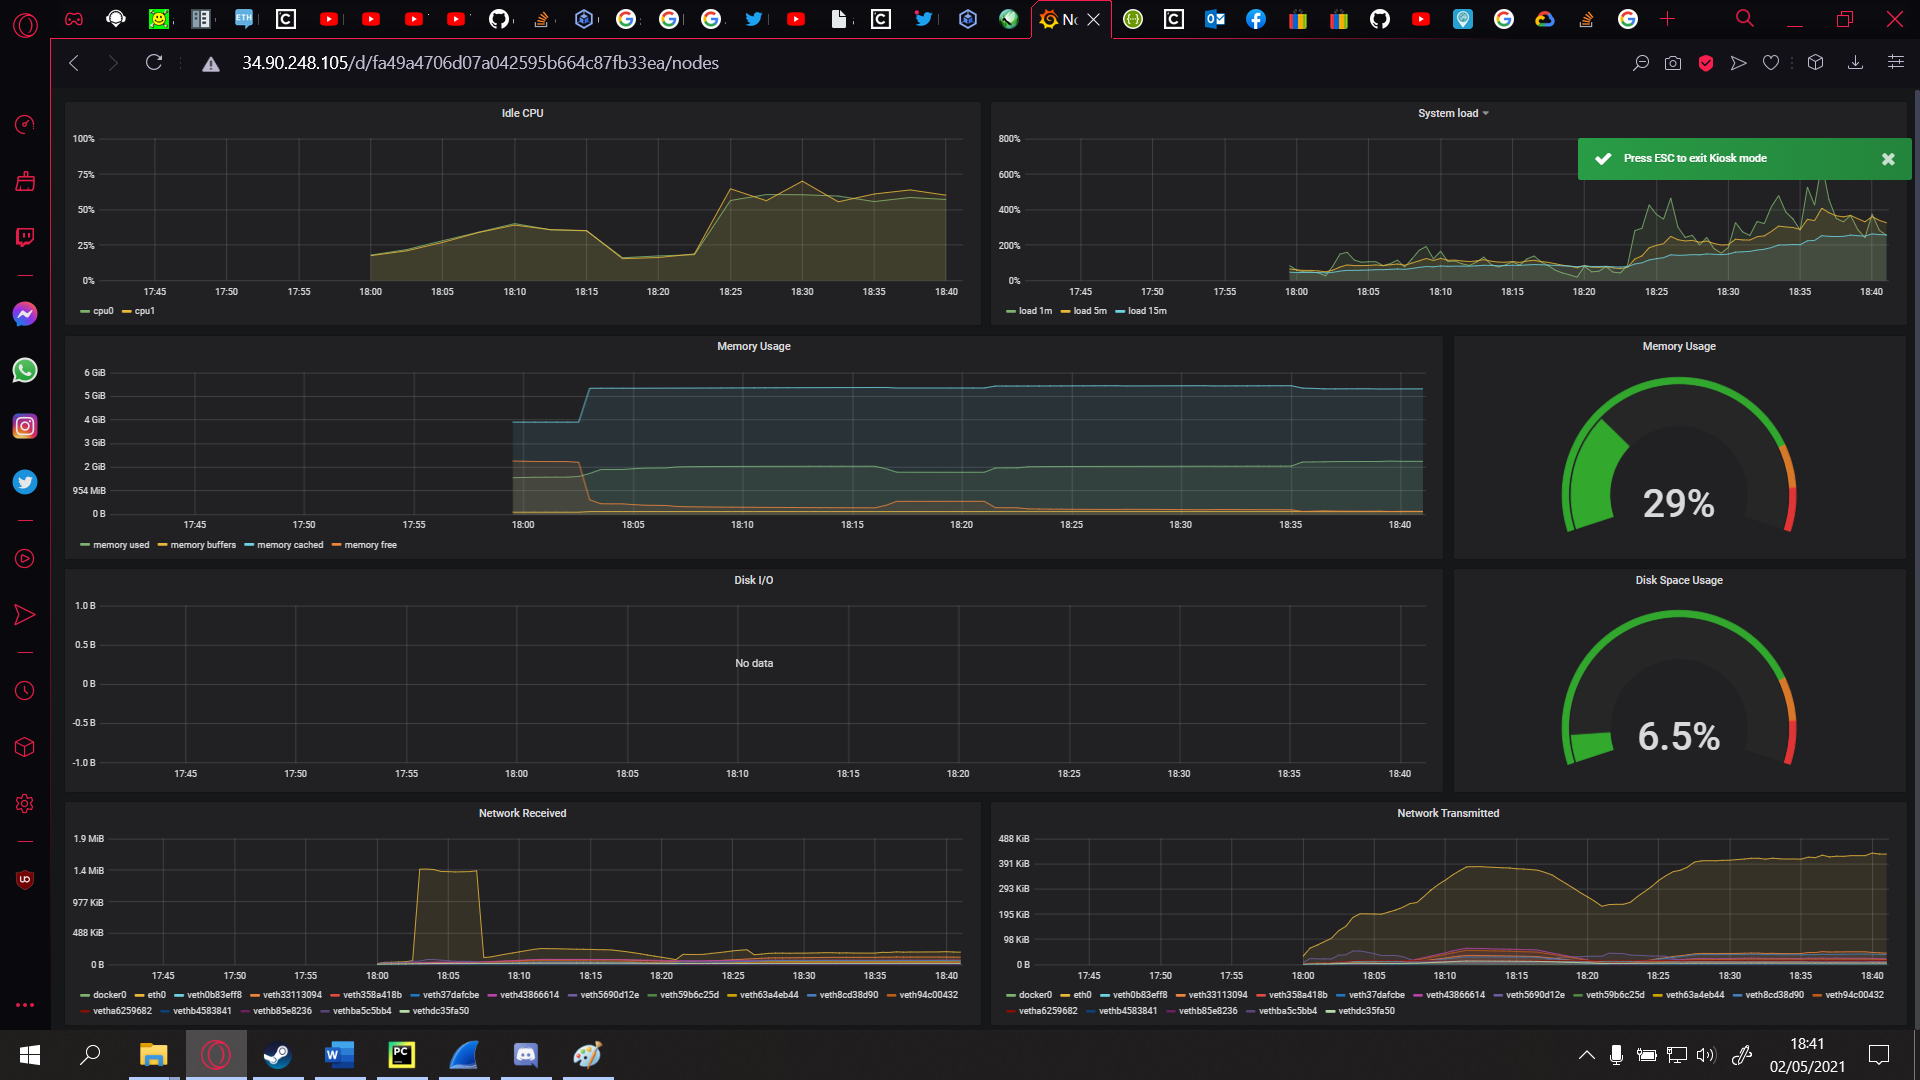 No
34.90.248.105/d/fa49a4706d07a042595b664c87fb33ea/nodes
Idle CPU
100%
75%
50%
25%
0%
17:45 17:50 17:55 18:00 18:05 18:10 18:15 18:20 18:25 18:30 18:35 18:40
cpu0 cpu1
System load
Press ESC to exit Kiosk mode
800%
600%
400%
200%
0%
17:45 17:50 17:55 18:00 18:05 18:10 18:15 18:20 18:25 18:30 18:35 18:40
load 1m load 5m load 15m
Memory Usage
6 GiB
5 GiB
4 GiB
3 GiB
2 GiB
954 MiB
0 B
17:45 17:50 17:55 18:00 18:05 18:10 18:15 18:20 18:25 18:30 18:35 18:40
memory used memory buffers memory cached memory free
Memory Usage
29%
Disk I/O
1.0 B
0.5 B
0 B
-0.5 B
-1.0 B
No data
17:45 17:50 17:55 18:00 18:05 18:10 18:15 18:20 18:25 18:30 18:35 18:40
Disk Space Usage
6.5%
Network Received
1.9 MiB
1.4 MiB
977 KiB
488 KiB
0 B
17:45 17:50 17:55 18:00 18:05 18:10 18:15 18:20 18:25 18:30 18:35 18:40
docker0 eth0 veth0b83eff8 veth33113094 veth358a418b veth37dafcbe veth43866614 veth5690d12e veth59b6c25d veth63a4eb44 veth8cd38d90 veth94c00432
vetha6259682 vethb4583841 vethb85e8236 vethba5c5bb4 vethdc35fa50
Network Transmitted
488 KiB
391 KiB
293 KiB
195 KiB
98 KiB
0 B
17:45 17:50 17:55 18:00 18:05 18:10 18:15 18:20 18:25 18:30 18:35 18:40
docker0 eth0 veth0b83eff8 veth33113094 veth358a418b veth37dafcbe veth43866614 veth5690d12e veth59b6c25d veth63a4eb44 veth8cd38d90 veth94c00432
vetha6259682 vethb4583841 vethb85e8236 vethba5c5bb4 vethdc35fa50
18:41
02/05/2021